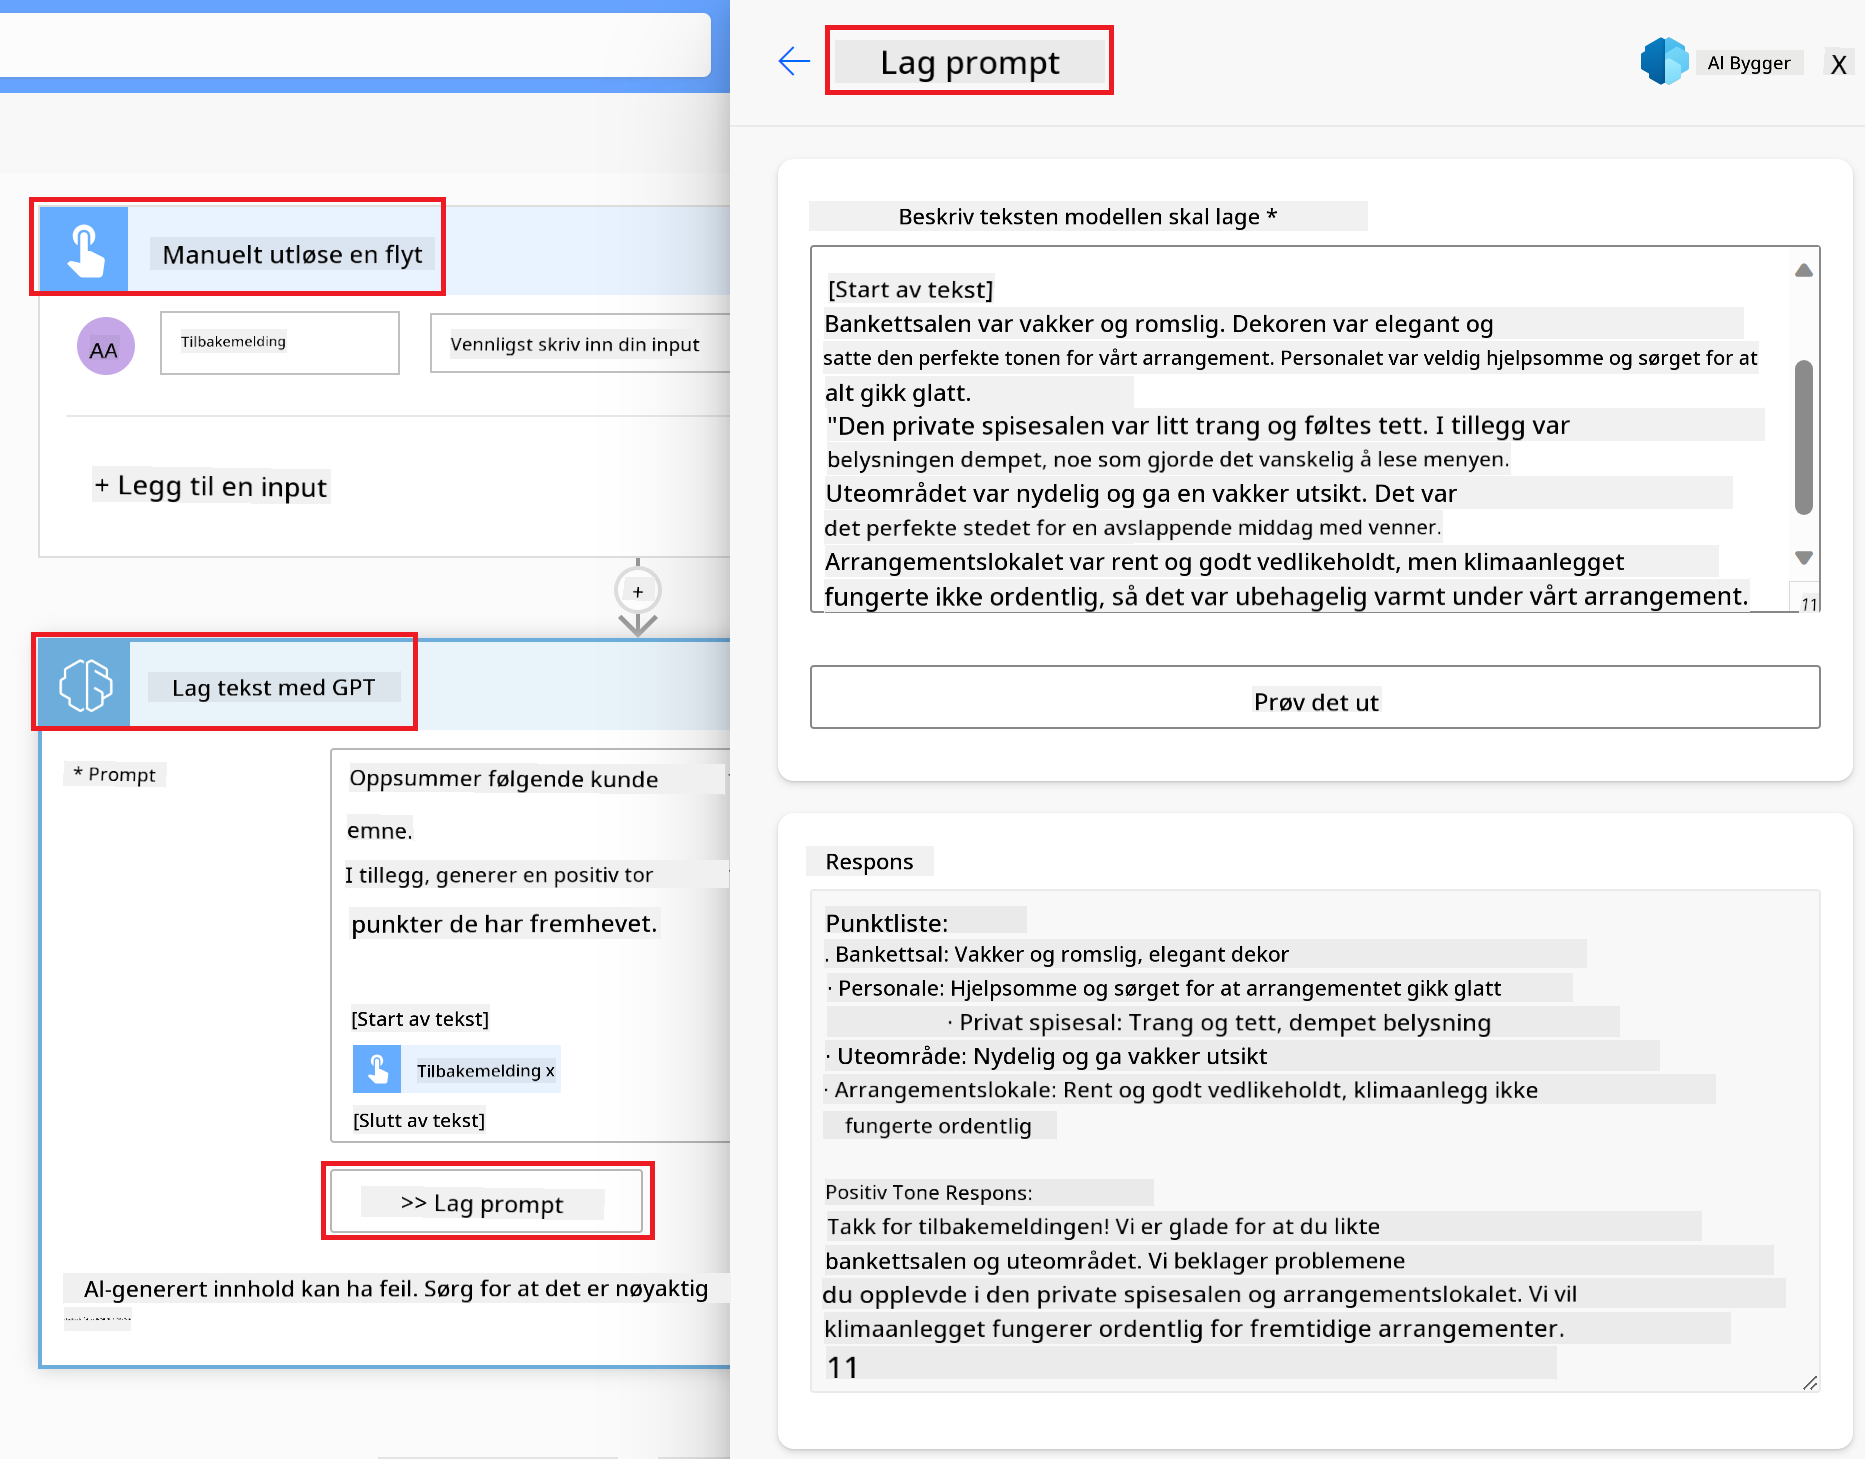 Manuelt utløse en flyt
AA
Tilbakemelding
Vennligst skriv inn din input
+ Legg til en input
+
Lag tekst med GPT
* Prompt
Oppsummer følgende kunde
emne.
I tillegg, generer en positiv tor
punkter de har fremhevet.
[Start av tekst]
Tilbakemelding x
[Slutt av tekst]
>> Lag prompt
AI-generert innhold kan ha feil. Sørg for at det er nøyaktig
Lag prompt
AI Bygger
X
Beskriv teksten modellen skal lage *
[Start av tekst]
Bankettsalen var vakker og romslig. Dekoren var elegant og
satte den perfekte tonen for vårt arrangement. Personalet var veldig hjelpsomme og sørget for at
alt gikk glatt.
"Den private spisesalen var litt trang og føltes tett. I tillegg var
belysningen dempet, noe som gjorde det vanskelig å lese menyen.
Uteområdet var nydelig og ga en vakker utsikt. Det var
det perfekte stedet for en avslappende middag med venner.
Arrangementslokalet var rent og godt vedlikeholdt, men klimaanlegget
fungerte ikke ordentlig, så det var ubehagelig varmt under vårt arrangement.
11
Prøv det ut
Respons
Punktliste:
. Bankettsal: Vakker og romslig, elegant dekor
· Personale: Hjelpsomme og sørget for at arrangementet gikk glatt
· Privat spisesal: Trang og tett, dempet belysning
· Uteområde: Nydelig og ga vakker utsikt
· Arrangementslokale: Rent og godt vedlikeholdt, klimaanlegg ikke
fungerte ordentlig
Positiv Tone Respons:
Takk for tilbakemeldingen! Vi er glade for at du likte
bankettsalen og uteområdet. Vi beklager problemene
du opplevde i den private spisesalen og arrangementslokalet. Vi vil
klimaanlegget fungerer ordentlig for fremtidige arrangementer.
11